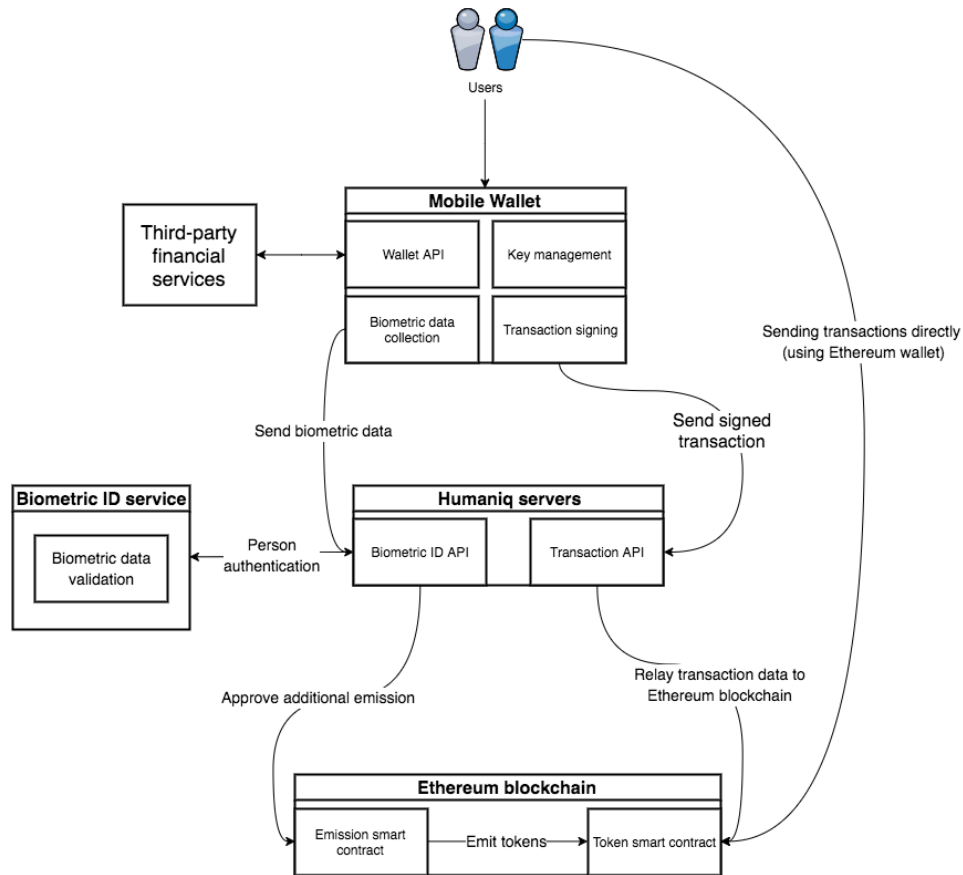 Users
Mobile Wallet
Third-party
financial
services
Wallet API
Key management
Biometric data
collection
Transaction signing
Sending transactions directly
(using Ethereum wallet)
Send biometric data
Send signed
transaction
Biometric ID service
Humaniq servers
Biometric data
validation
Person
authentication
Biometric ID API
Transaction API
Approve additional emission
Relay transaction data to
Ethereum blockchain
Ethereum blockchain
Emission smart
contract
Emit tokens
Token smart contract